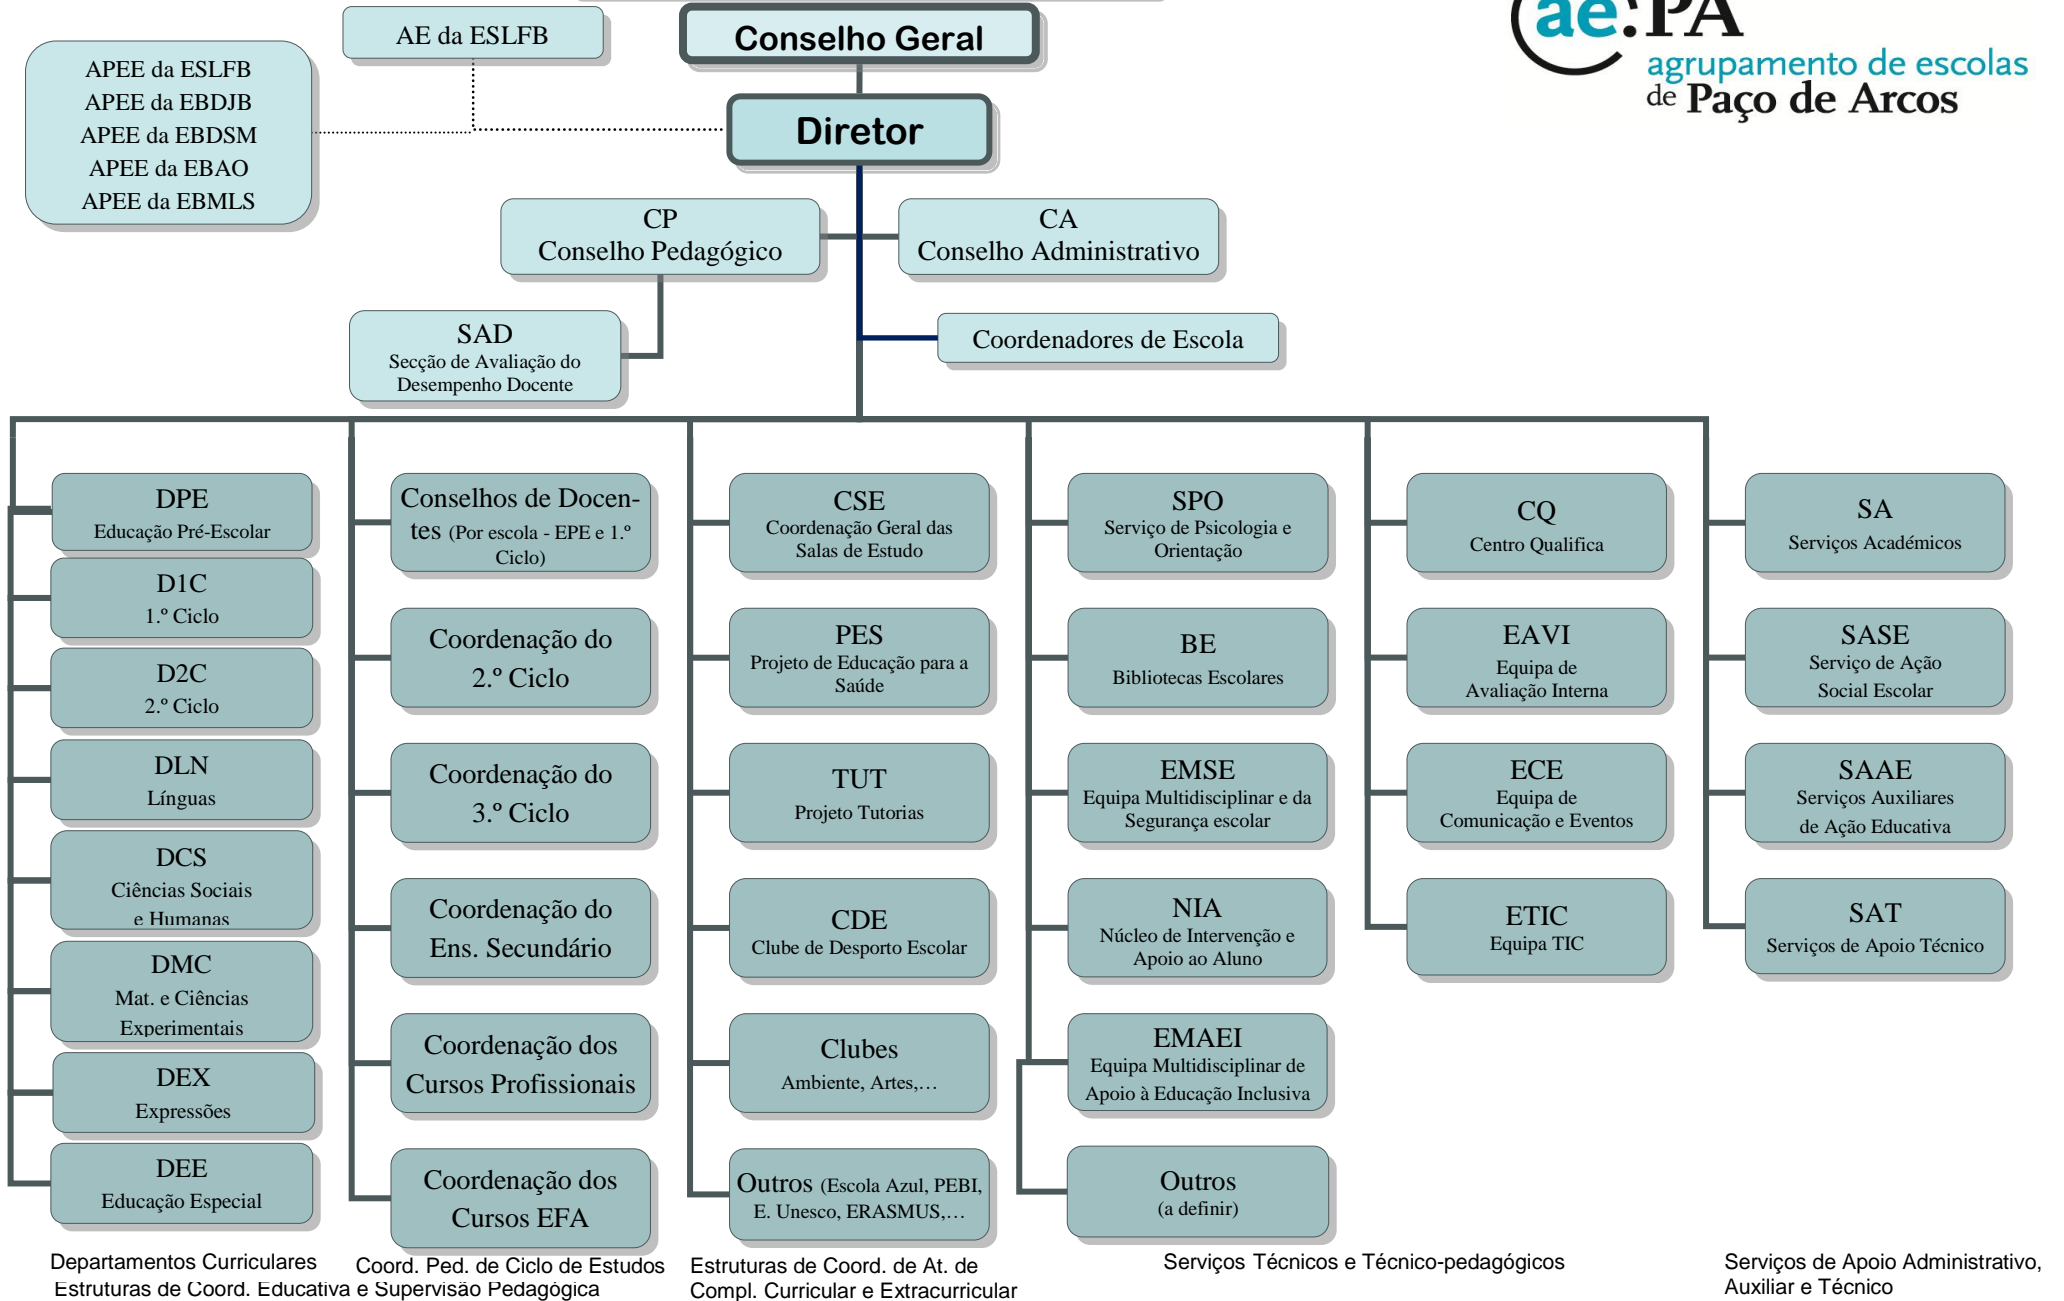 ae.PA
agrupamento de escolas
de Paço de Arcos
AE da ESLFB
Conselho Geral
APEE da ESLFB
APEE da EBDJB
APEE da EBDSM
APEE da EBAO
APEE da EBMLS
Diretor
CP
Conselho Pedagógico
CA
Conselho Administrativo
SAD
Secção de Avaliação do
Desempenho Docente
Coordenadores de Escola
DPE
Educação Pré-Escolar
D1C
1.º Ciclo
D2C
2.º Ciclo
DLN
Línguas
DCS
Ciências Sociais
e Humanas
DMC
Mat. e Ciências
Experimentais
DEX
Expressões
DEE
Educação Especial
Conselhos de Docen-
tes (Por escola - EPE e 1.º
Ciclo)
Coordenação do
2.º Ciclo
Coordenação do
3.º Ciclo
Coordenação do
Ens. Secundário
Coordenação dos
Cursos Profissionais
Coordenação dos
Cursos EFA
CSE
Coordenação Geral das
Salas de Estudo
PES
Projeto de Educação para a
Saúde
TUT
Projeto Tutorias
CDE
Clube de Desporto Escolar
Clubes
Ambiente, Artes,…
Outros (Escola Azul, PEBI,
E. Unesco, ERASMUS,…
SPO
Serviço de Psicologia e
Orientação
BE
Bibliotecas Escolares
EMSE
Equipa Multidisciplinar e da
Segurança escolar
NIA
Núcleo de Intervenção e
Apoio ao Aluno
EMAEI
Equipa Multidisciplinar de
Apoio à Educação Inclusiva
Outros
(a definir)
CQ
Centro Qualifica
EAVI
Equipa de
Avaliação Interna
ECE
Equipa de
Comunicação e Eventos
ETIC
Equipa TIC
SA
Serviços Académicos
SASE
Serviço de Ação
Social Escolar
SAAE
Serviços Auxiliares
de Ação Educativa
SAT
Serviços de Apoio Técnico
Departamentos Curriculares
Coord. Ped. de Ciclo de Estudos
Estruturas de Coord. Educativa e Supervisão Pedagógica
Estruturas de Coord. de At. de
Compl. Curricular e Extracurricular
Serviços Técnicos e Técnico-pedagógicos
Serviços de Apoio Administrativo,
Auxiliar e Técnico